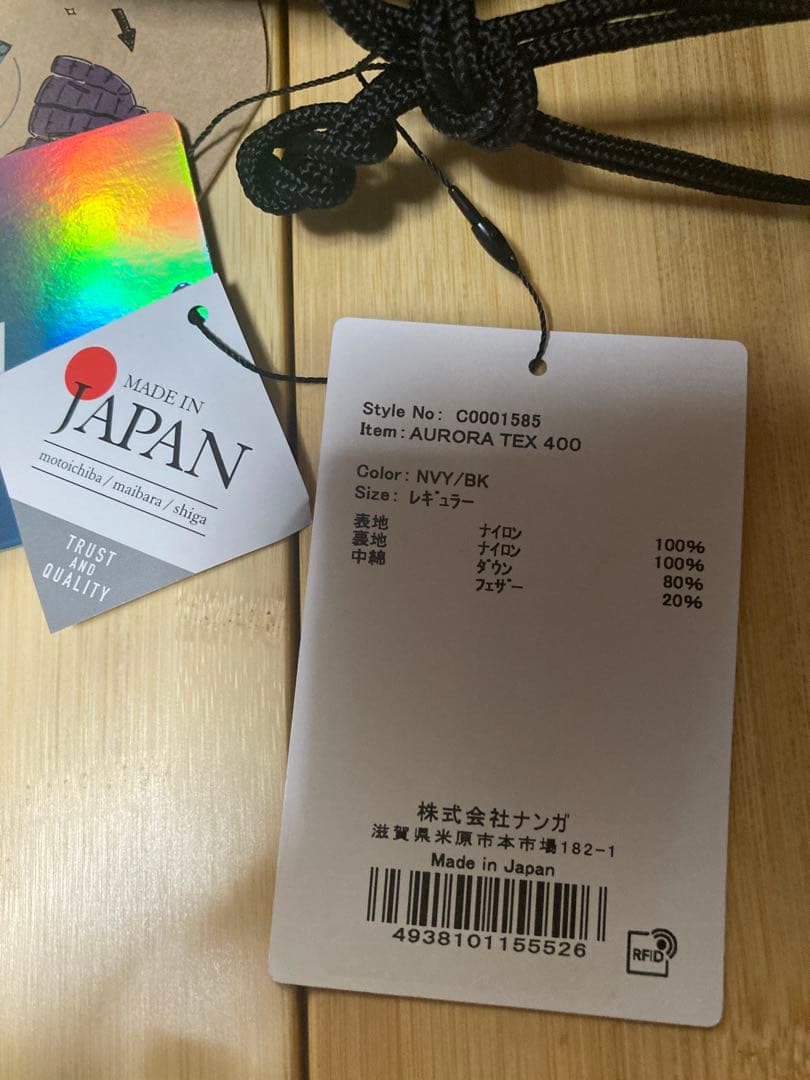 MADE IN
JAPAN
motoichiba / maibara / shiga
TRUST
AND
QUALITY
Style No: C0001585
Item: AURORA TEX 400
Color: NVY/BK
Size: ﾚｷﾞｭﾗｰ
表地 ﾅｲﾛﾝ 100%
裏地 ﾅｲﾛﾝ 100%
中綿 ﾀﾞｳﾝ 80%
ﾌｪｻﾞｰ 20%
株式会社ナンガ
滋賀県米原市本市場182-1
Made in Japan
4938101155526
RFID